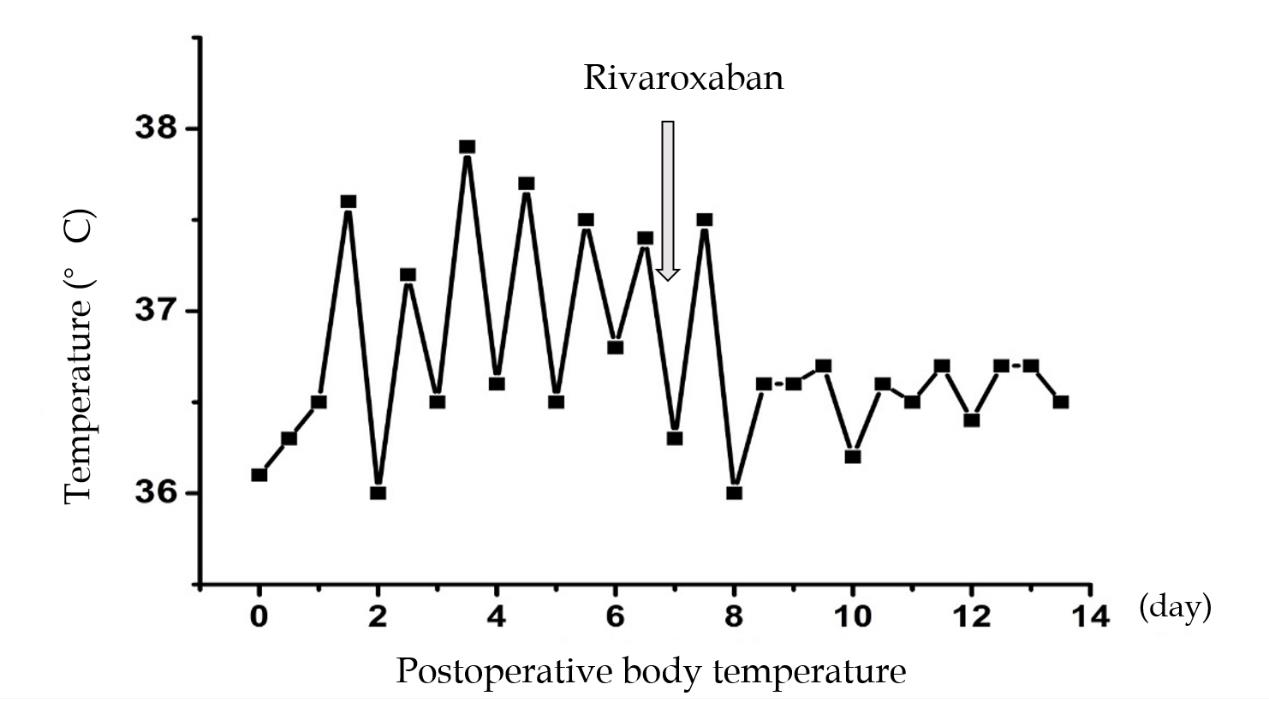 Rivaroxaban
38
37
36
Temperature (° C)
0 2 4 6 8 10 12 14 (day)
Postoperative body temperature